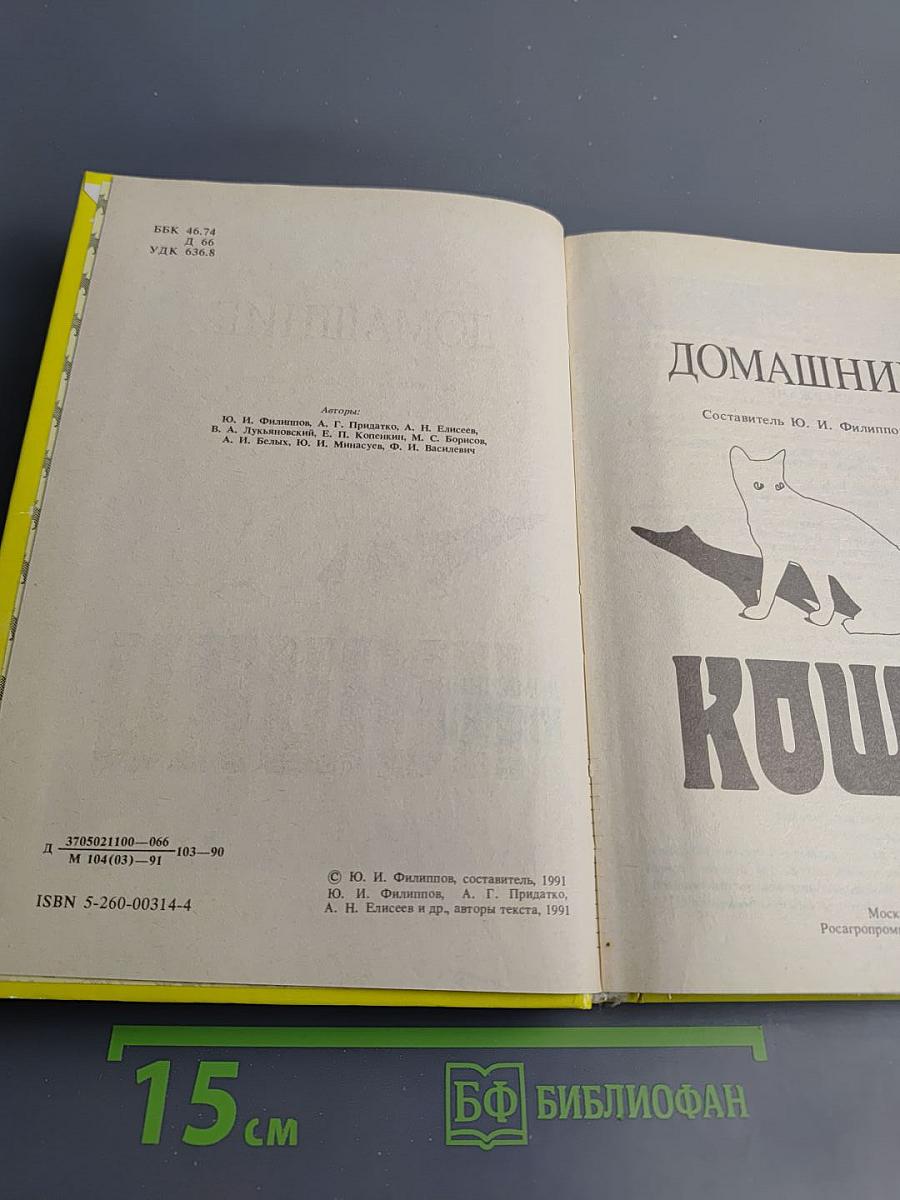 ББК 46.74
Д 66
УДК 636.8
Авторы:
Ю. И. Филиппов, А. Г. Придатко, А. Н. Елисеев,
В. А. Лукьяновский, Е. П. Копенкин, М. С. Борисов,
А. И. Белых, Ю. И. Минасуев, Ф. И. Василевич
Д 3705021100—066
М 104(03)—91
103—90
ISBN 5-260-00314-4
© Ю. И. Филиппов, составитель, 1991
Ю. И. Филиппов, А. Г. Придатко,
А. Н. Елисеев и др., авторы текста, 1991
ДОМАШНИ
Составитель Ю. И. Филиппо
КОШ
Моск
Росагропром
15 см
БФ БИБЛИОФАН